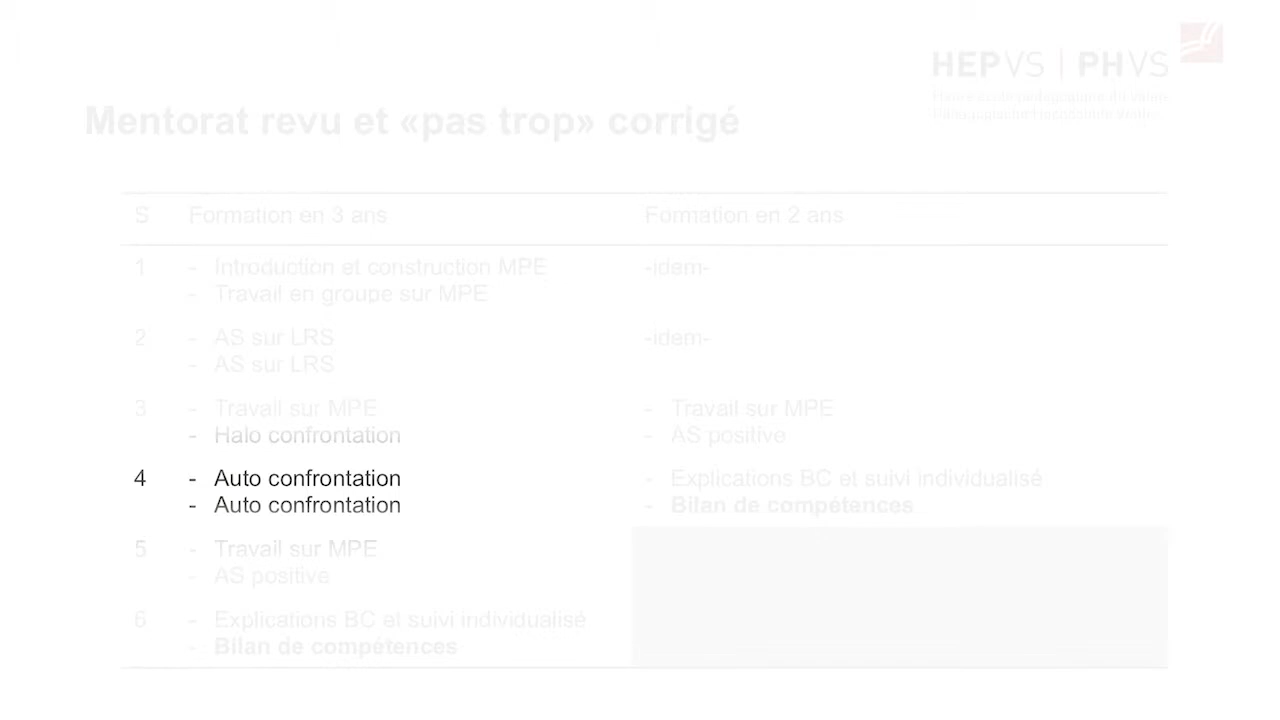 HEPVS | PHVS
Mentorat revu et «pas trop» corrigé
S Formation en 3 ans Formation en 2 ans
1 - Introduction et construction MPE -idem-
- Travail en groupe sur MPE
2 - AS sur LRS -idem-
- AS sur LRS
3 - Travail sur MPE - Travail sur MPE
- Halo confrontation - AS positive
4 - Auto confrontation - Explications BC et suivi individualisé
- Auto confrontation - Bilan de compétences
5 - Travail sur MPE
- AS positive
6 - Explications BC et suivi individualisé
- Bilan de compétences